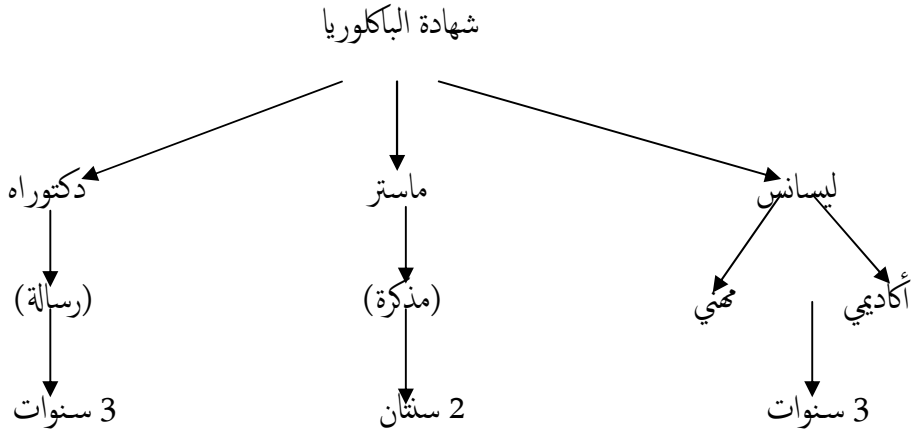 شهادة الباكلوريا
ليسانس
ماستر
دكتوراه
أكاديمي
مهني
(مذكرة)
(رسالة)
3 سنوات
2 سنتان
3 سنوات